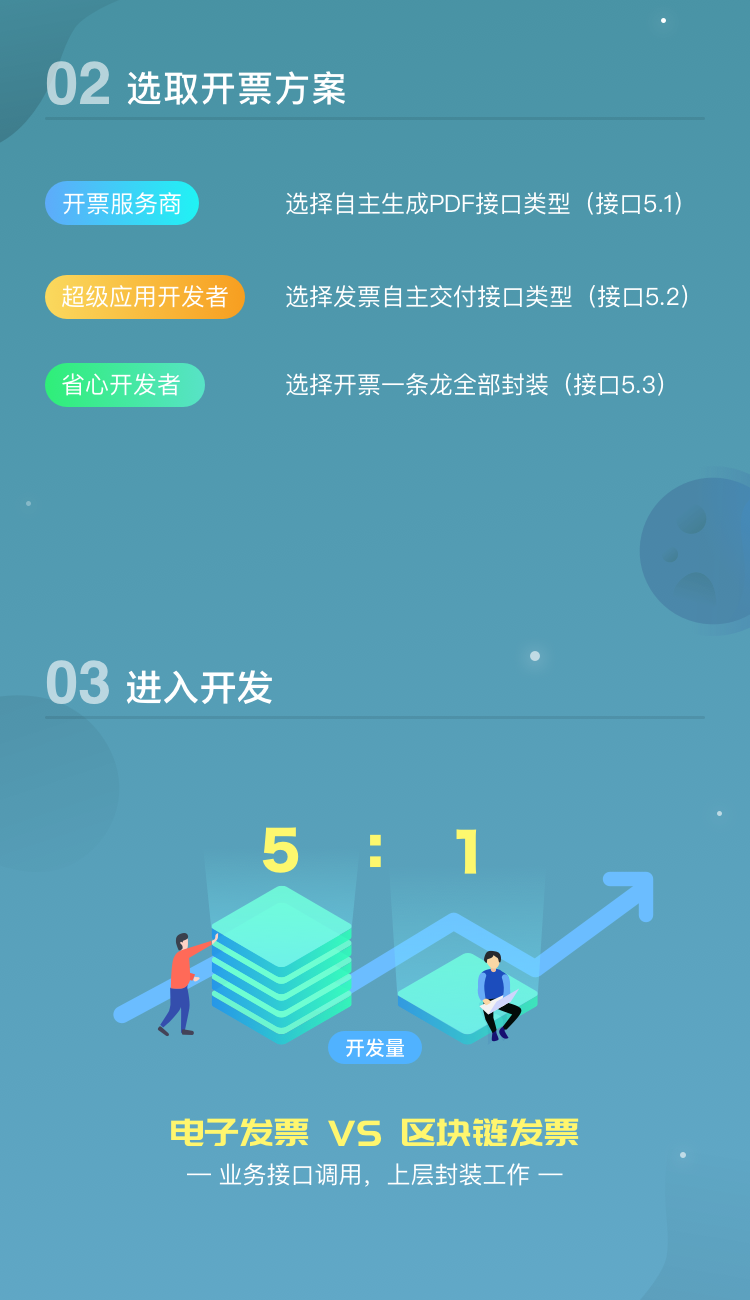 02 选取开票方案
开票服务商 选择自主生成PDF接口类型（接口5.1）
超级应用开发者 选择发票自主交付接口类型（接口5.2）
省心开发者 选择开票一条龙全部封装（接口5.3）
03 进入开发
5 : 1
开发量
电子发票 VS 区块链发票
— 业务接口调用，上层封装工作 —